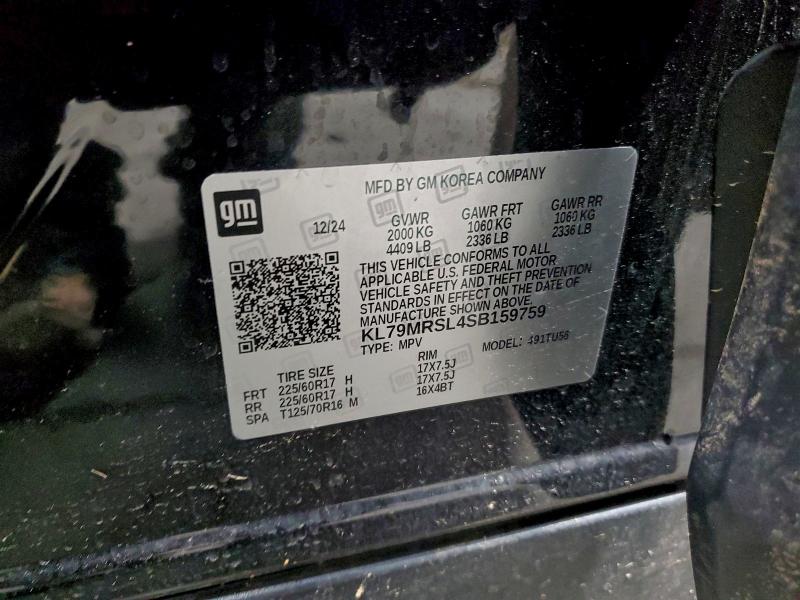 MFD BY GM KOREA COMPANY
gm
12/24
GVWR GAWR FRT GAWR RR
2000 KG 1060 KG 1060 KG
4409 LB 2336 LB 2336 LB
THIS VEHICLE CONFORMS TO ALL
APPLICABLE U.S. FEDERAL MOTOR
VEHICLE SAFETY AND THEFT PREVENTION
STANDARDS IN EFFECT ON THE DATE OF
MANUFACTURE SHOWN ABOVE.
KL79MRSL4SB159759
TYPE: MPV MODEL: 491TU56
TIRE SIZE RIM
FRT 225/60R17 H 17X7.5J
RR 225/60R17 H 17X7.5J
SPA T125/70R16 M 16X4BT